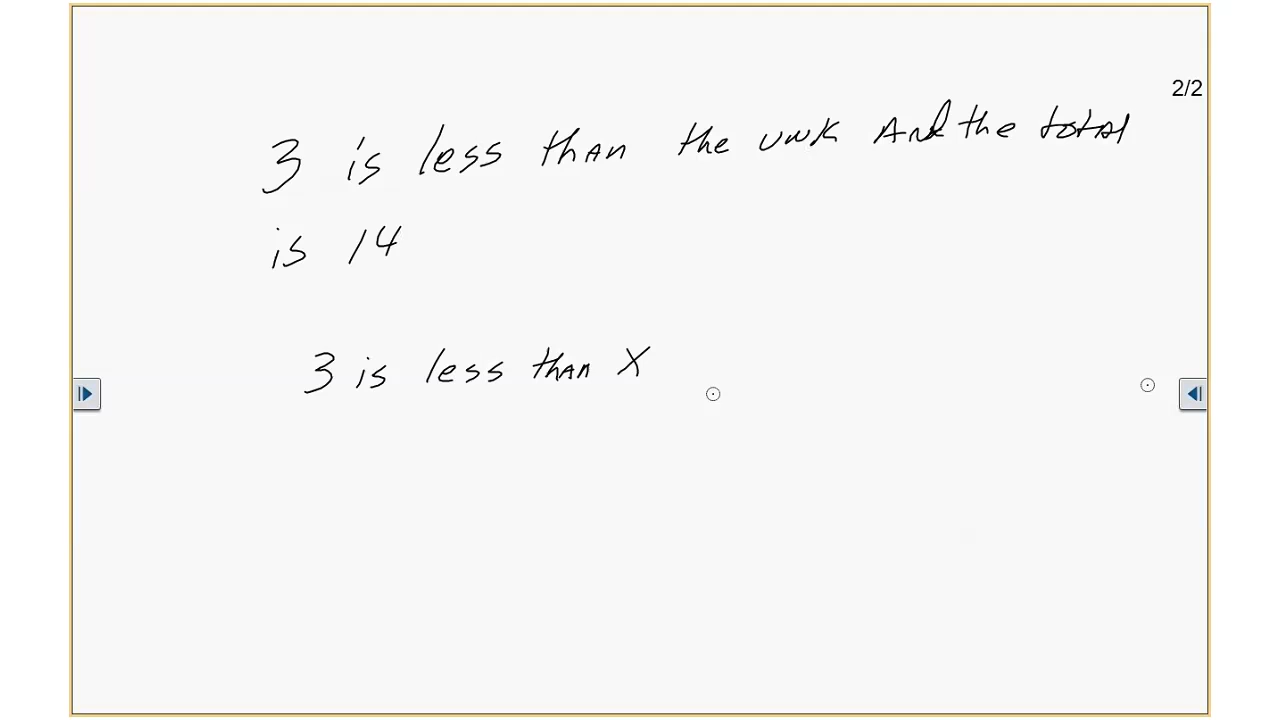 2/2
3 is less than the unk And the total
is 14
3 is less than X